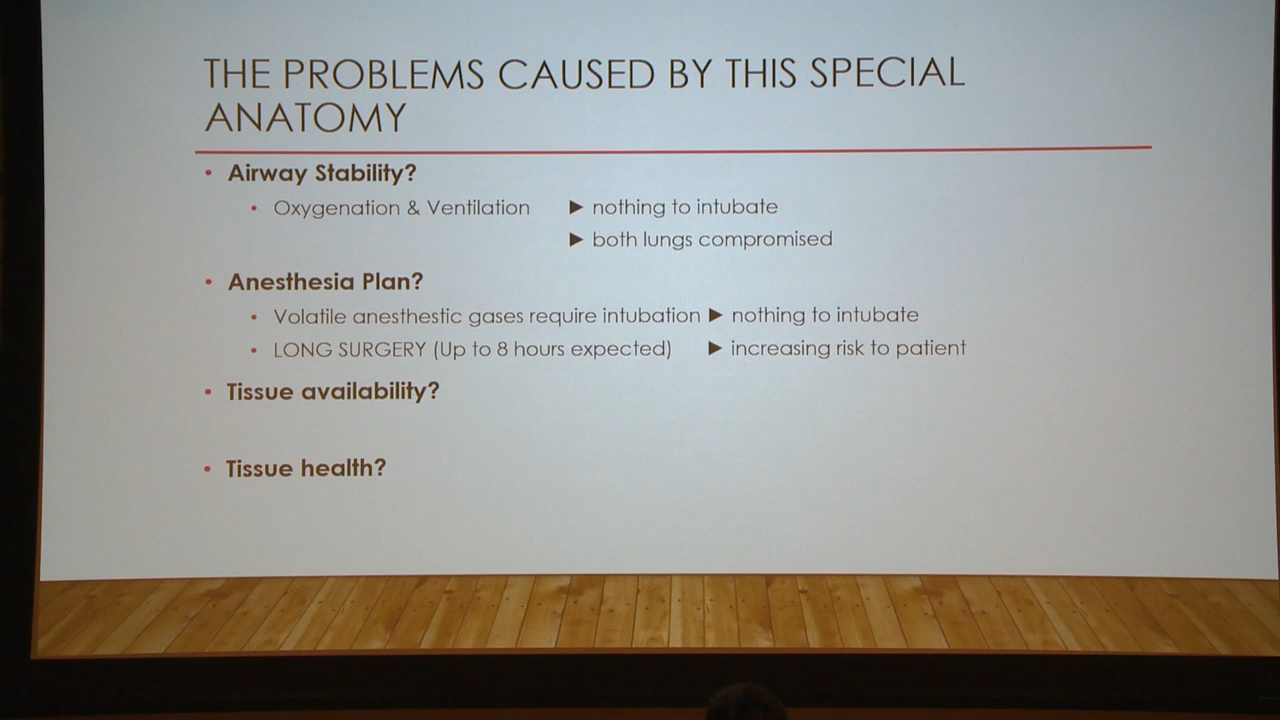 THE PROBLEMS CAUSED BY THIS SPECIAL
ANATOMY
• Airway Stability?
• Oxygenation & Ventilation ► nothing to intubate
► both lungs compromised
• Anesthesia Plan?
• Volatile anesthestic gases require intubation ► nothing to intubate
• LONG SURGERY (Up to 8 hours expected) ► increasing risk to patient
• Tissue availability?
• Tissue health?